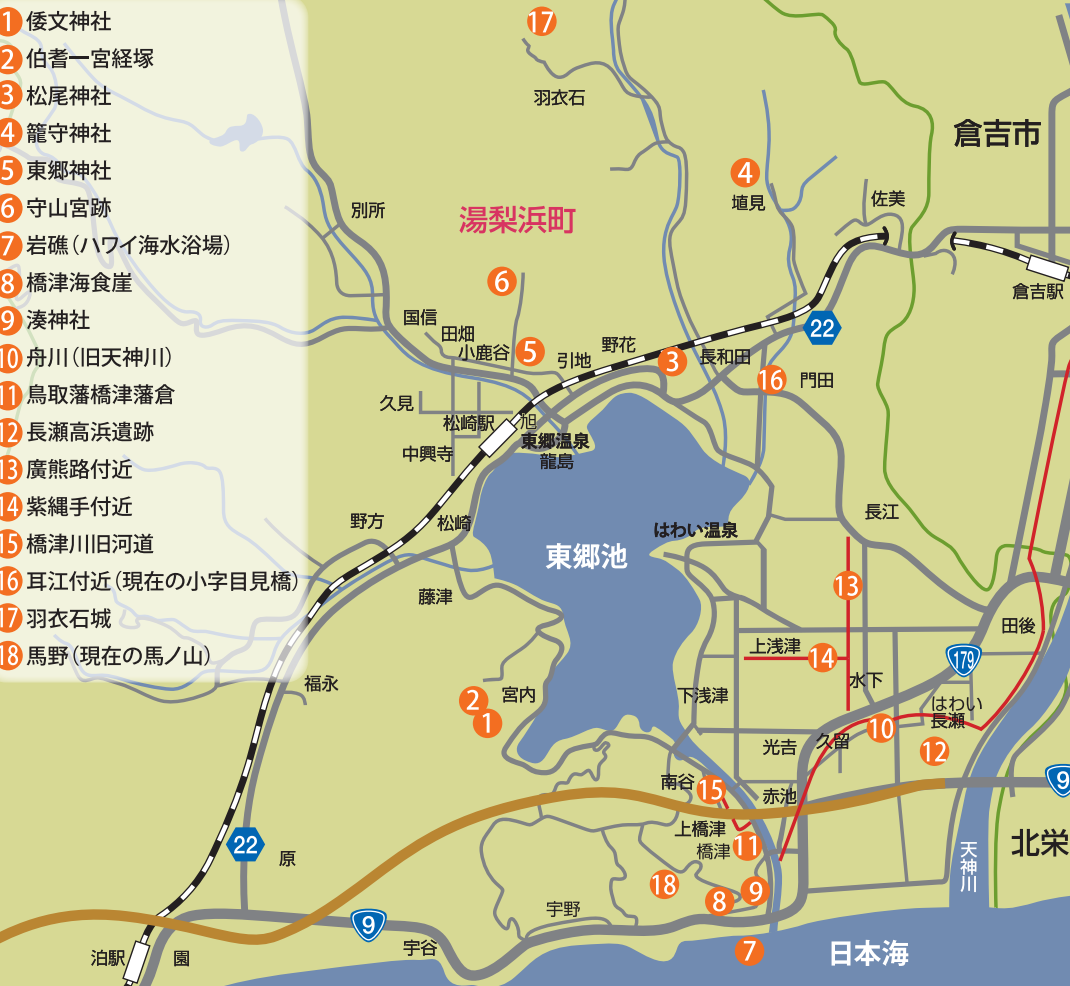 1 倭文神社
2 伯耆一宮経塚
3 松尾神社
4 籠守神社
5 東郷神社
6 守山宮跡
7 岩礁(ハワイ海水浴場)
8 橋津海食崖
9 湊神社
10 舟川(旧天神川)
11 鳥取藩橋津藩倉
12 長瀬高浜遺跡
13 廣熊路付近
14 紫縄手付近
15 橋津川旧河道
16 耳江付近(現在の小字目見橋)
17 羽衣石城
18 馬野(現在の馬ノ山)
17
羽衣石
倉吉市
4
埴見
佐美
別所
湯梨浜町
6
倉吉駅
国信
田畑
小鹿谷
5
引地
野花
3
長和田
22
16
門田
久見
松崎駅
旭
東郷温泉
龍島
中興寺
野方
松崎
はわい温泉
長江
東郷池
藤津
13
田後
上浅津
14
179
水下
福永
2
1
宮内
下浅津
はわい
長瀬
10
久留
光吉
12
南谷
15
赤池
9
上橋津
橋津
11
北栄
天神川
22
原
18
8
9
宇野
9
宇谷
7
日本海
泊駅
園